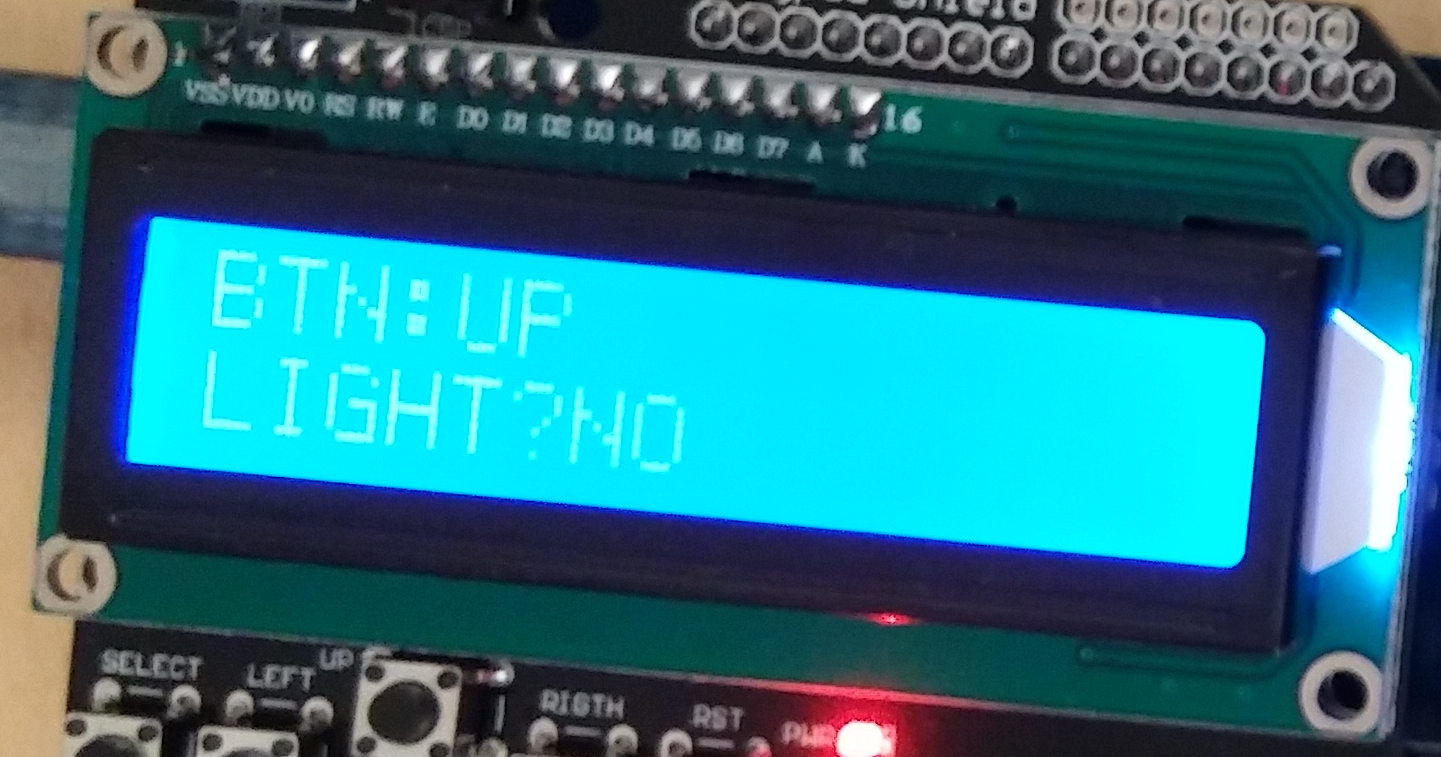 Shield
1
16
VSS VDD V0 RS RW E D0 D1 D2 D3 D4 D5 D6 D7 A K
BTN:UP
LIGHT?NO
SELECT LEFT UP RIGTH RST PWR